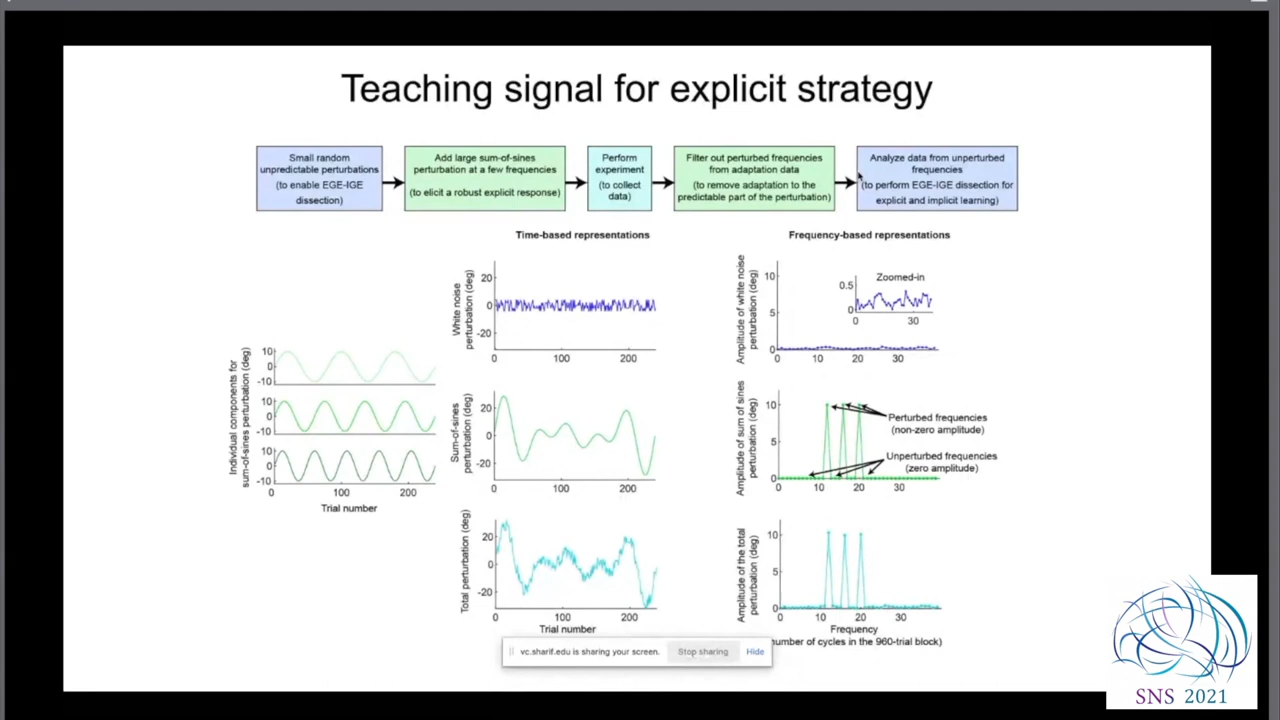 Teaching signal for explicit strategy
Small random
unpredictable perturbations
(to enable EGE-IGE
dissection)
Add large sum-of-sines
perturbation at a few frequencies
(to elicit a robust explicit response)
Perform
experiment
(to collect
data)
Filter out perturbed frequencies
from adaptation data
(to remove adaptation to the
predictable part of the perturbation)
Analyze data from unperturbed
frequencies
(to perform EGE-IGE dissection for
explicit and implicit learning)
Time-based representations
Frequency-based representations
Individual components for
sum-of-sines perturbation (deg)
10
0
-10
10
0
-10
10
0
-10
0 100 200
Trial number
White noise
perturbation (deg)
20
0
-20
0 100 200
Sum-of-sines
perturbation (deg)
20
0
-20
0 100 200
Total perturbation (deg)
20
0
-20
0 100 200
Trial number
Amplitude of white noise
perturbation (deg)
10
5
0
0 10 20 30
Zoomed-in
0.5
0
0 30
Amplitude of sum of sines
perturbation (deg)
10
5
0
0 10 20 30
Perturbed frequencies
(non-zero amplitude)
Unperturbed frequencies
(zero amplitude)
Amplitude of the total
perturbation (deg)
10
5
0
0 10 20 30
Frequency
number of cycles in the 960-trial block)
vc.sharif.edu is sharing your screen.
Stop sharing
Hide
SNS 2021